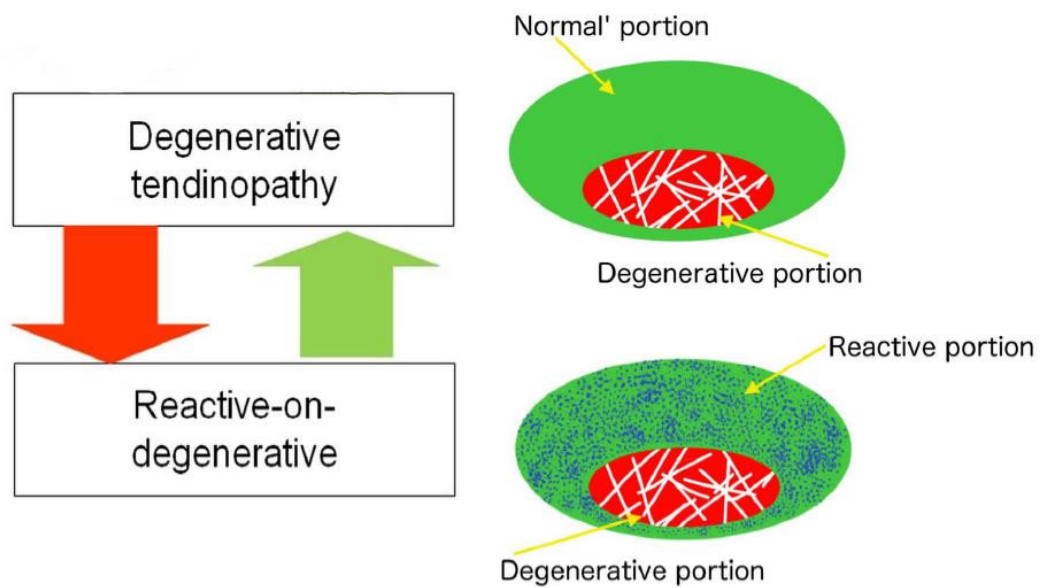 Normal' portion
Degenerative
tendinopathy
Degenerative portion
Reactive portion
Reactive-on-
degenerative
Degenerative portion